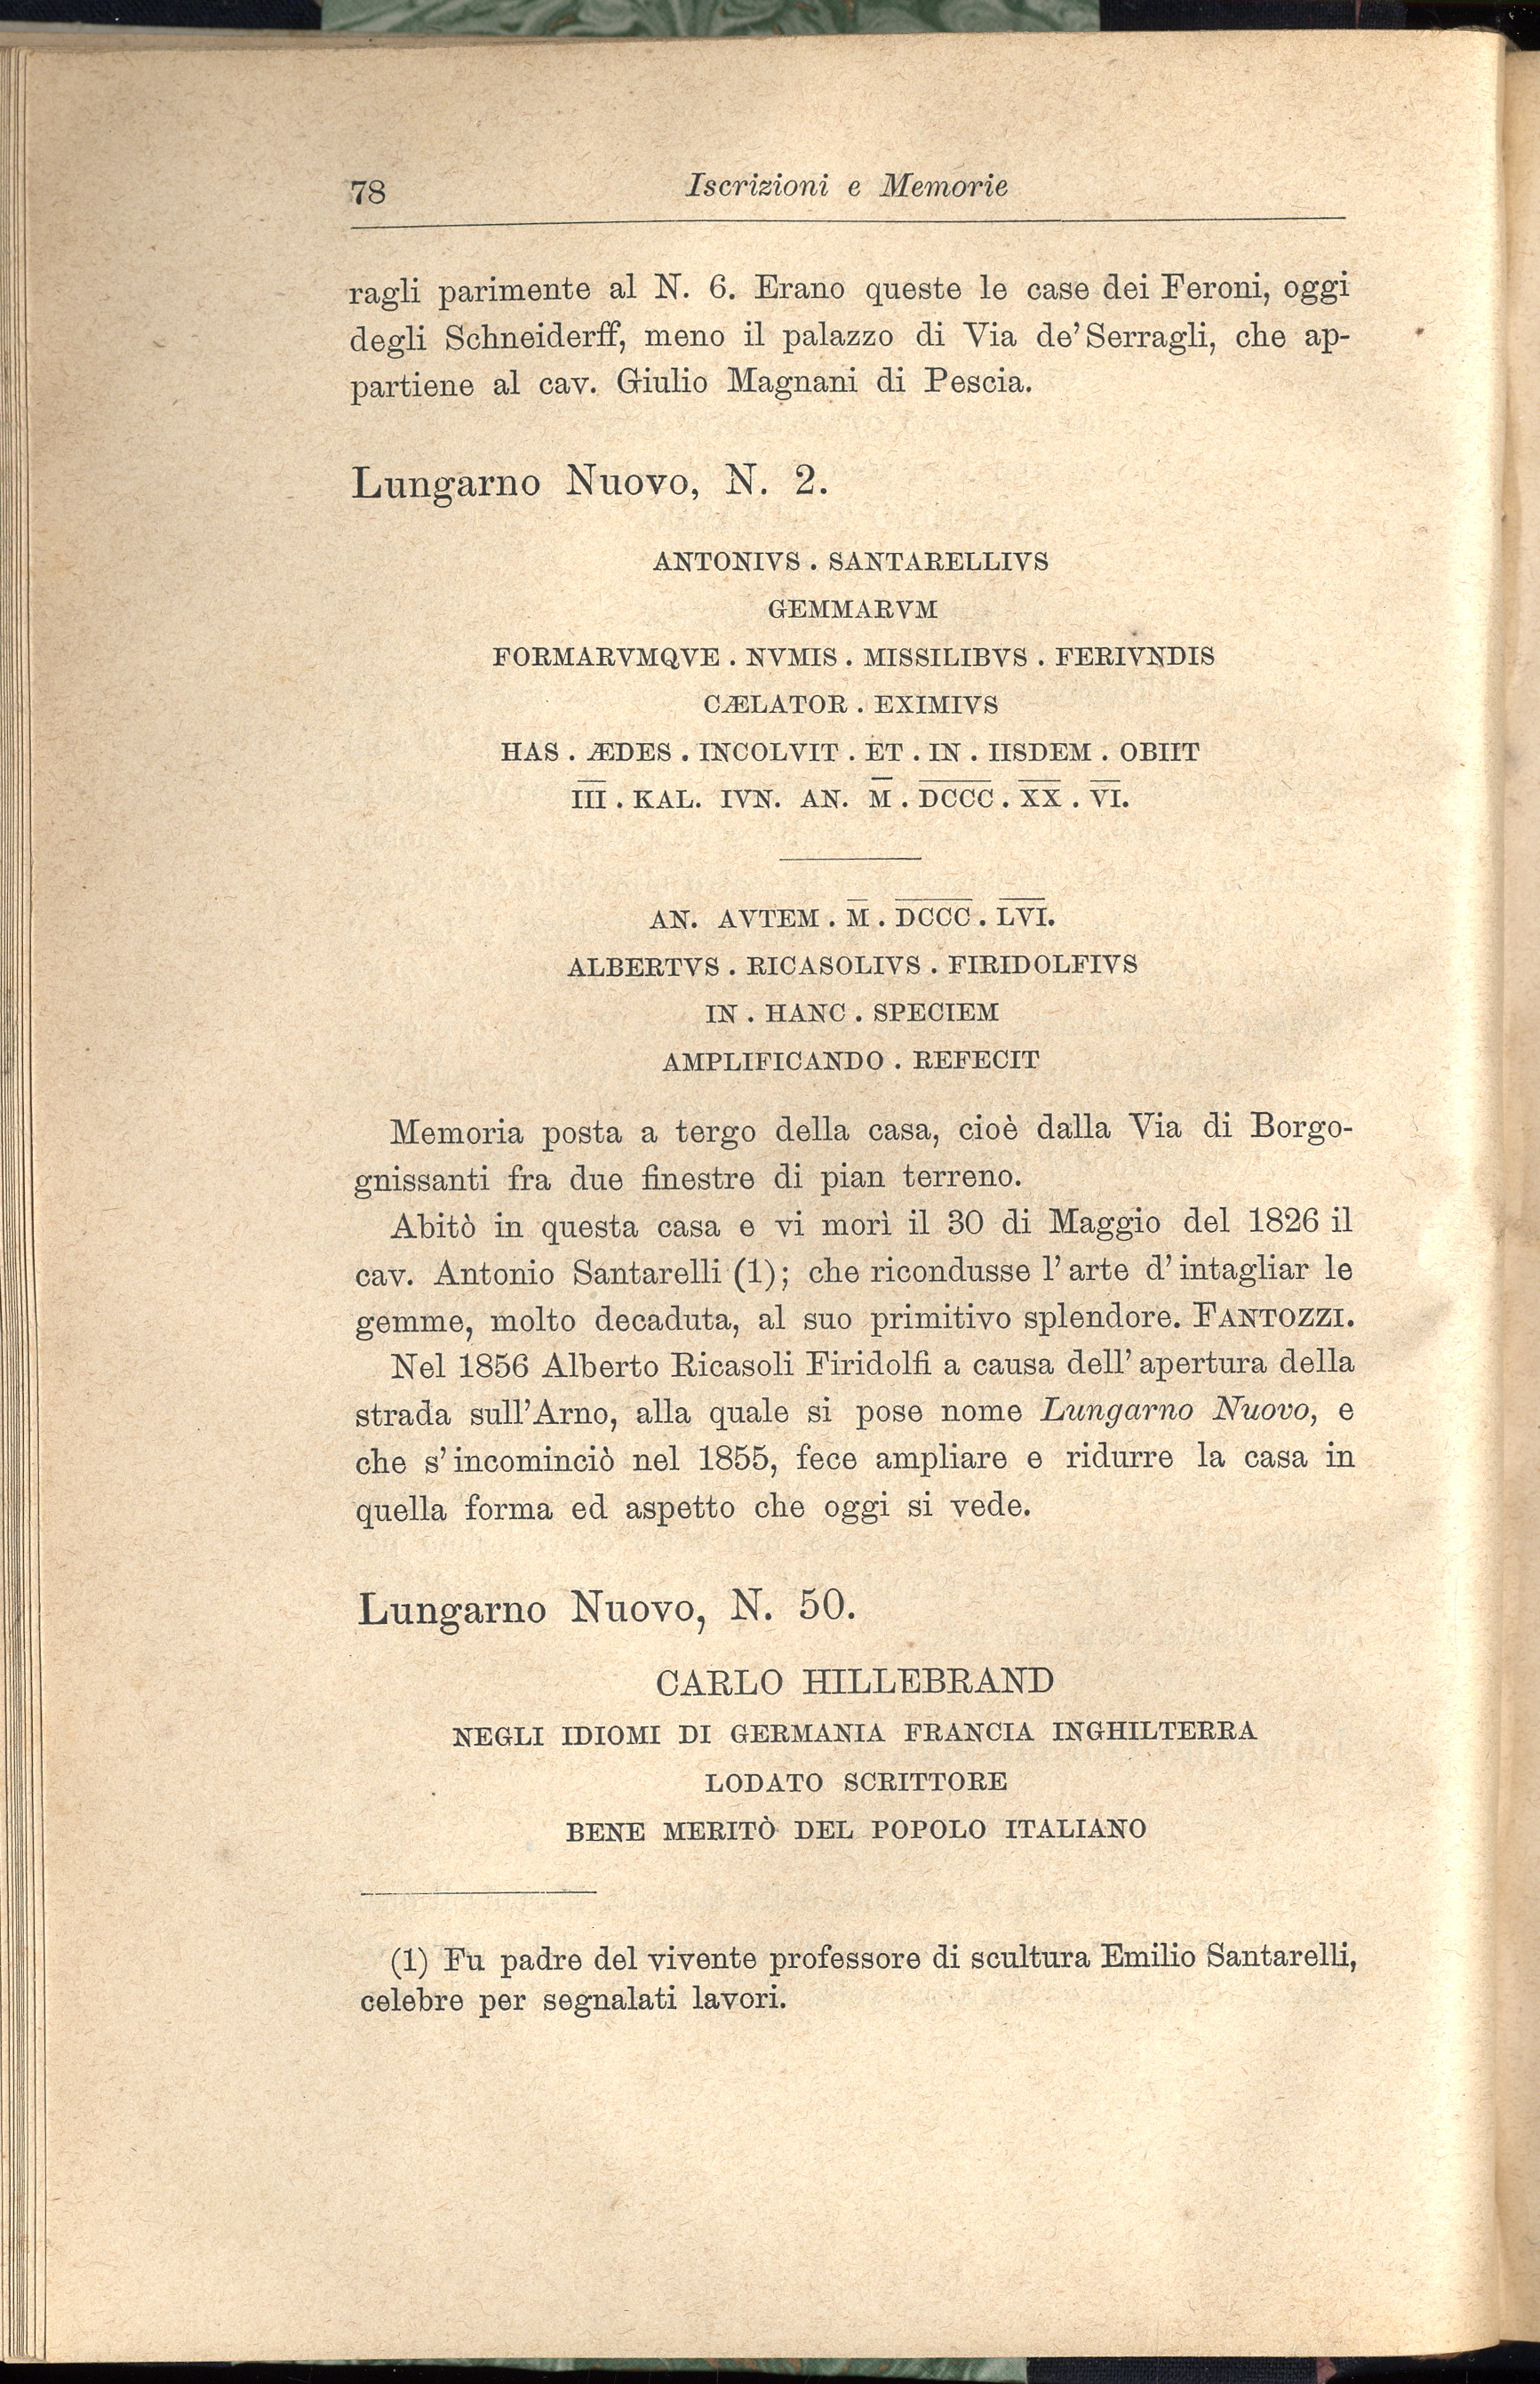 78 Iscrizioni e Memorie
ragli parimente al N. 6. Erano queste le case dei Feroni, oggi
degli Schneiderff, meno il palazzo di Via de' Serragli, che ap-
partiene al cav. Giulio Magnani di Pescia.
Lungarno Nuovo, N. 2.
ANTONIVS . SANTARELLIVS
GEMMARVM
FORMARVMQVE . NVMIS . MISSILIBVS . FERIVNDIS
CÆLATOR . EXIMIVS
HAS . ÆDES . INCOLVIT . ET . IN . IISDEM . OBIIT
I̅I̅I̅ . KAL. IVN. AN. M̅ . D̅C̅C̅C̅ . X̅X̅ . V̅I̅.
AN. AVTEM . M̅ . D̅C̅C̅C̅ . L̅V̅I̅.
ALBERTVS . RICASOLIVS . FIRIDOLFIVS
IN . HANC . SPECIEM
AMPLIFICANDO . REFECIT
Memoria posta a tergo della casa, cioè dalla Via di Borgo-
gnissanti fra due finestre di pian terreno.
Abitò in questa casa e vi morì il 30 di Maggio del 1826 il
cav. Antonio Santarelli (1); che ricondusse l' arte d' intagliar le
gemme, molto decaduta, al suo primitivo splendore. FANTOZZI.
Nel 1856 Alberto Ricasoli Firidolfi a causa dell' apertura della
strada sull'Arno, alla quale si pose nome Lungarno Nuovo, e
che s' incominciò nel 1855, fece ampliare e ridurre la casa in
quella forma ed aspetto che oggi si vede.
Lungarno Nuovo, N. 50.
CARLO HILLEBRAND
NEGLI IDIOMI DI GERMANIA FRANCIA INGHILTERRA
LODATO SCRITTORE
BENE MERITÒ DEL POPOLO ITALIANO
(1) Fu padre del vivente professore di scultura Emilio Santarelli,
celebre per segnalati lavori.